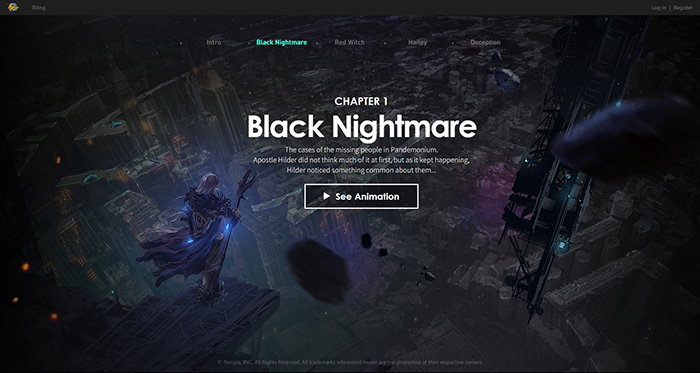 Billing
Log in | Register
Intro
Black Nightmare
Red Witch
Hailey
Deception
CHAPTER 1
Black Nightmare
The cases of the missing people in Pandemonium.
Apostle Hilder did not think much of it at first, but as it kept happening,
Hilder noticed something common about them...
See Animation
© Neople, INC. All Rights Reserved. All trademarks referenced herein are the properties of their respective owners